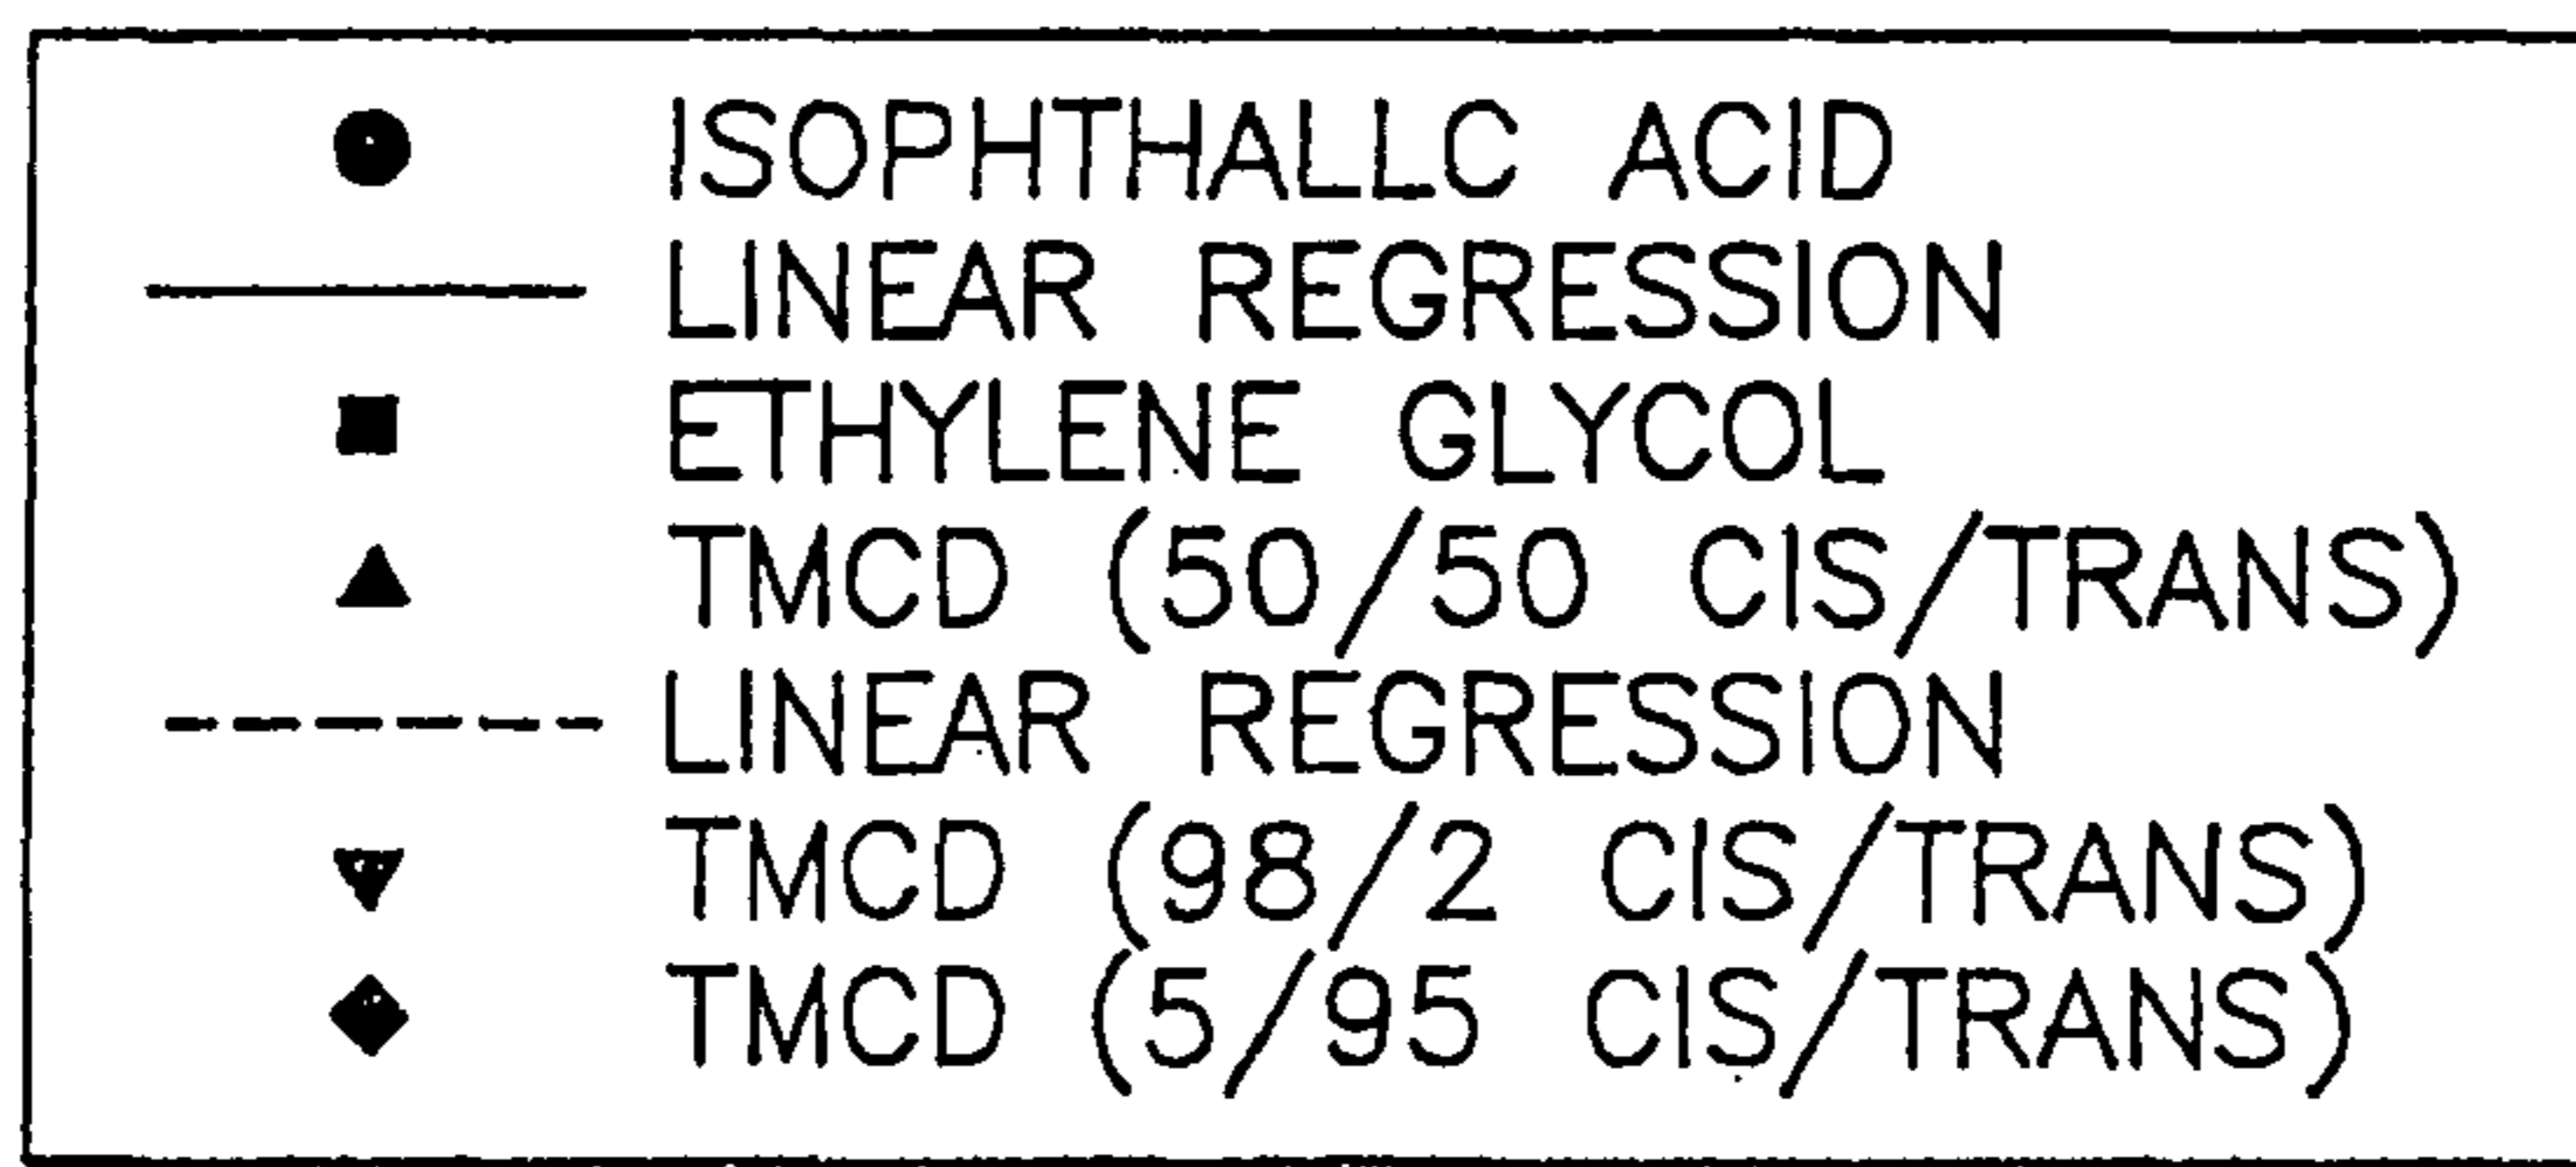 ISOPHTHALLC ACID
LINEAR REGRESSION
ETHYLENE GLYCOL
TMCD (50/50 CIS/TRANS)
LINEAR REGRESSION
TMCD (98/2 CIS/TRANS)
TMCD (5/95 CIS/TRANS)